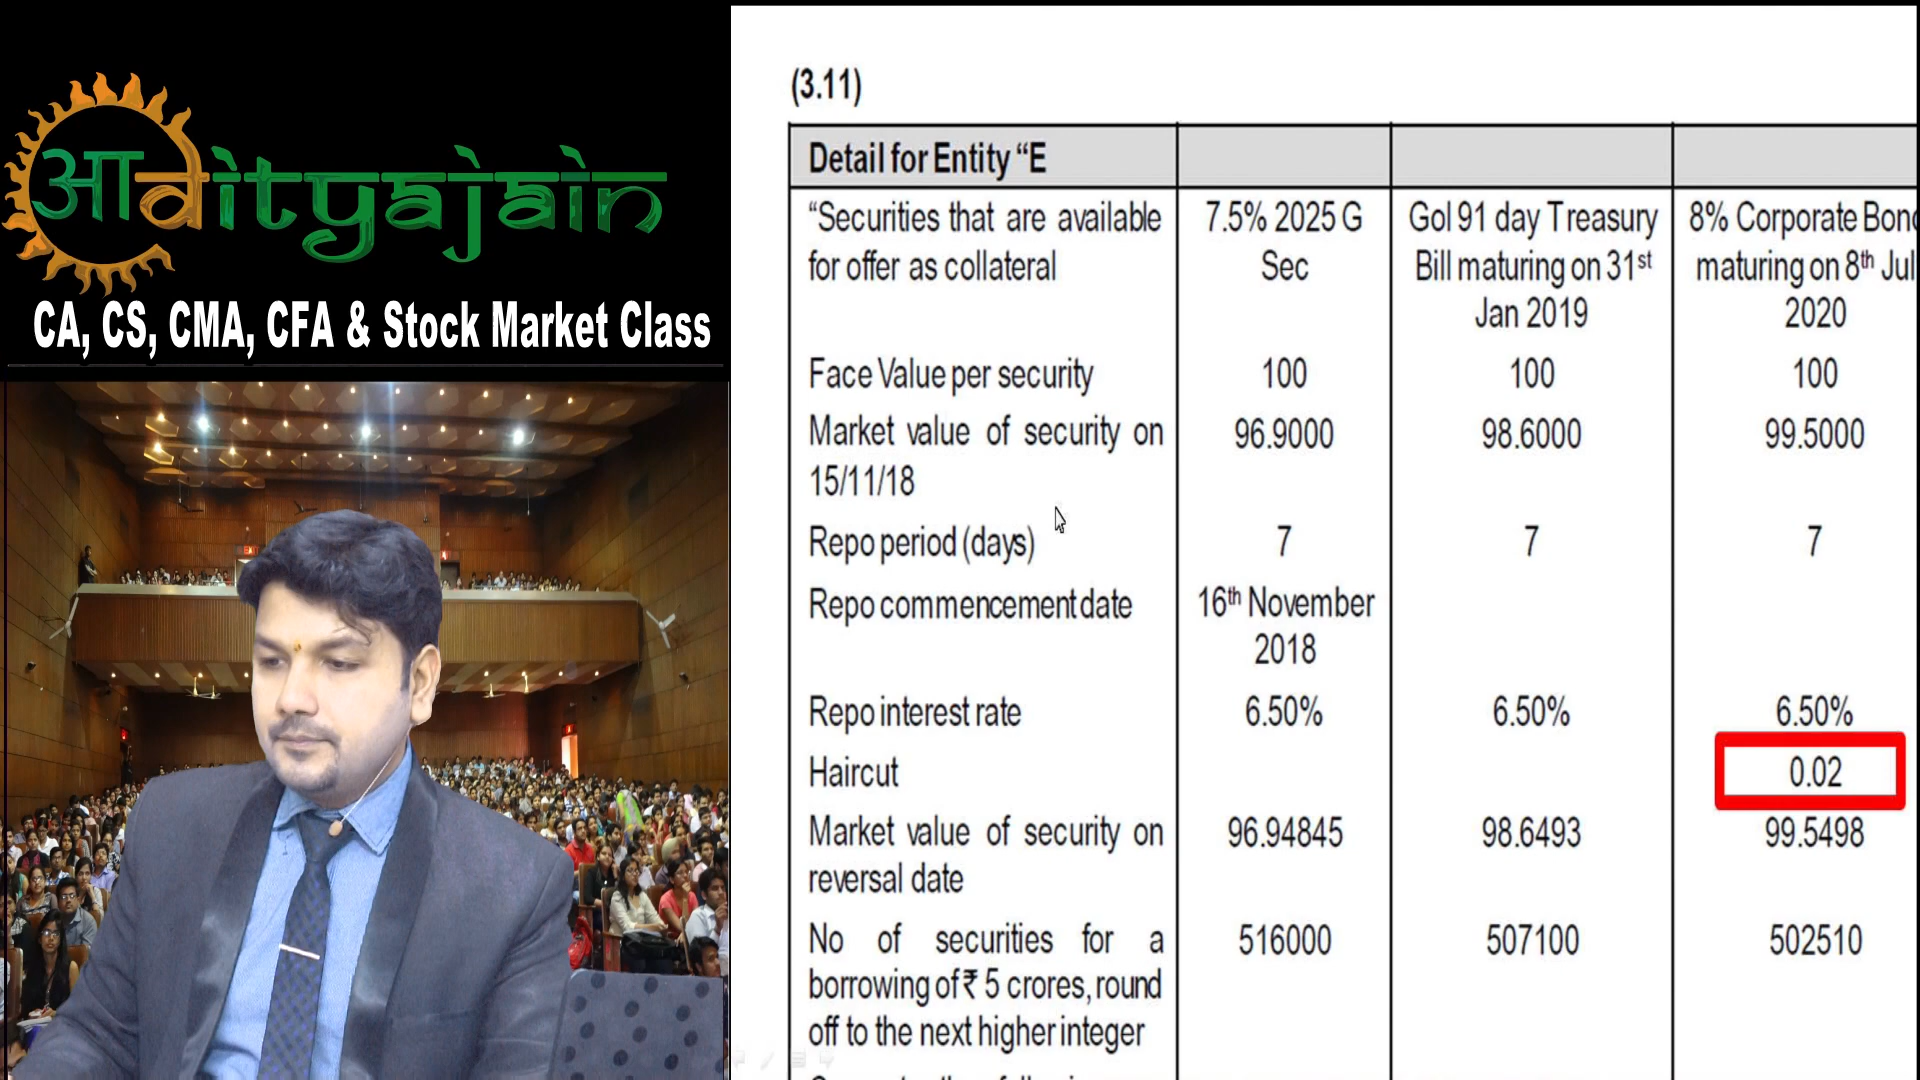 आdityajain
CA, CS, CMA, CFA & Stock Market Class
EXIT
(3.11)
Detail for Entity “E
“Securities that are available for offer as collateral
7.5% 2025 G Sec
GoI 91 day Treasury Bill maturing on 31st Jan 2019
8% Corporate Bond maturing on 8th Jul 2020
Face Value per security 100 100 100
Market value of security on 15/11/18 96.9000 98.6000 99.5000
Repo period (days) 7 7 7
Repo commencement date 16th November 2018
Repo interest rate 6.50% 6.50% 6.50%
Haircut 0.02
Market value of security on reversal date 96.94845 98.6493 99.5498
No of securities for a borrowing of ₹ 5 crores, round off to the next higher integer 516000 507100 502510